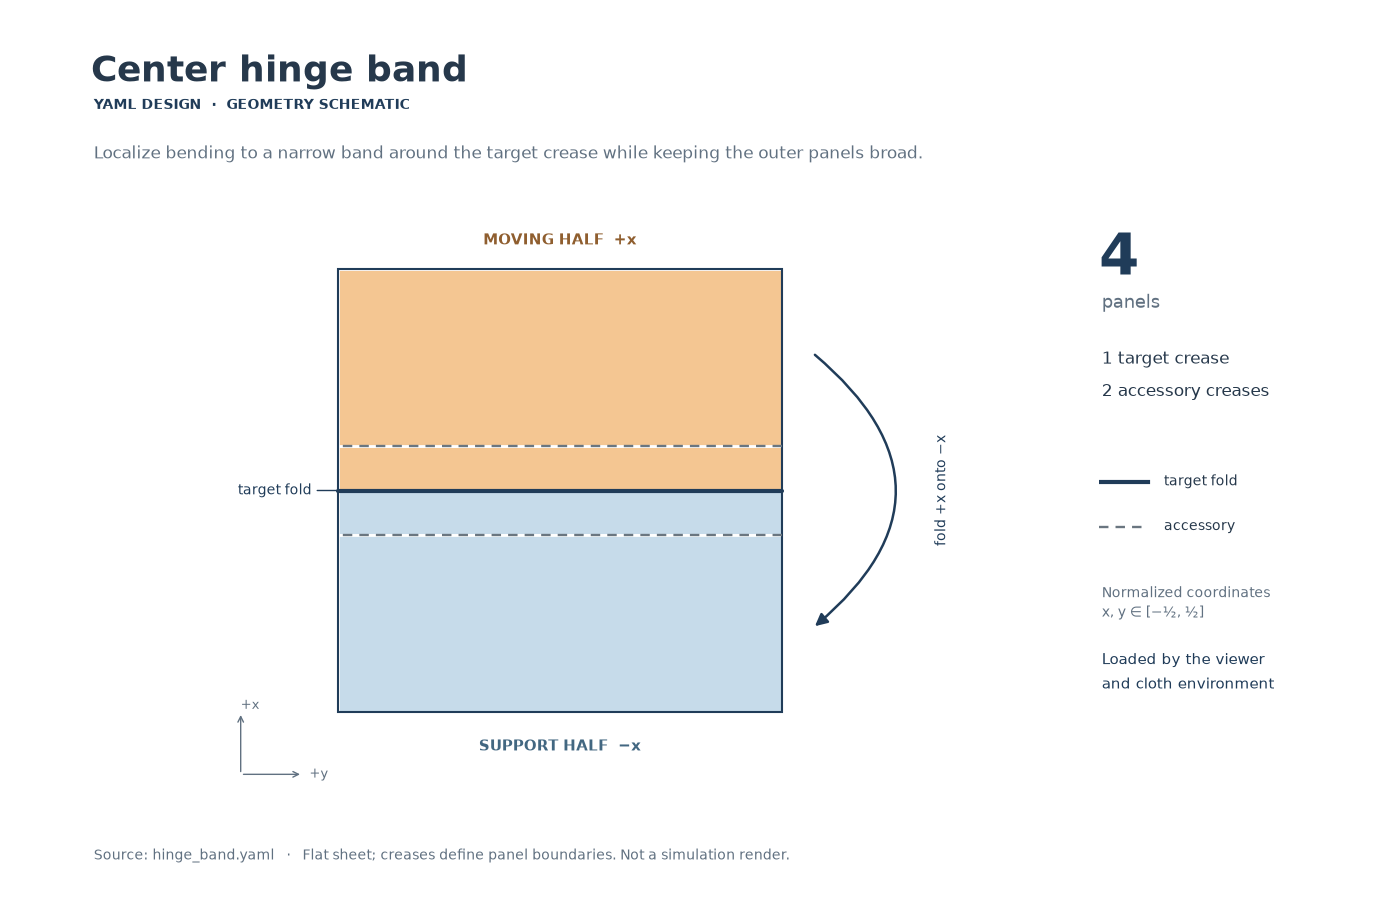 Center hinge band
YAML DESIGN · GEOMETRY SCHEMATIC
Localize bending to a narrow band around the target crease while keeping the outer panels broad.
MOVING HALF +x
target fold
fold +x onto −x
SUPPORT HALF −x
+x
+y
4
panels
1 target crease
2 accessory creases
target fold
accessory
Normalized coordinates
x, y ∈ [−½, ½]
Loaded by the viewer
and cloth environment
Source: hinge_band.yaml · Flat sheet; creases define panel boundaries. Not a simulation render.